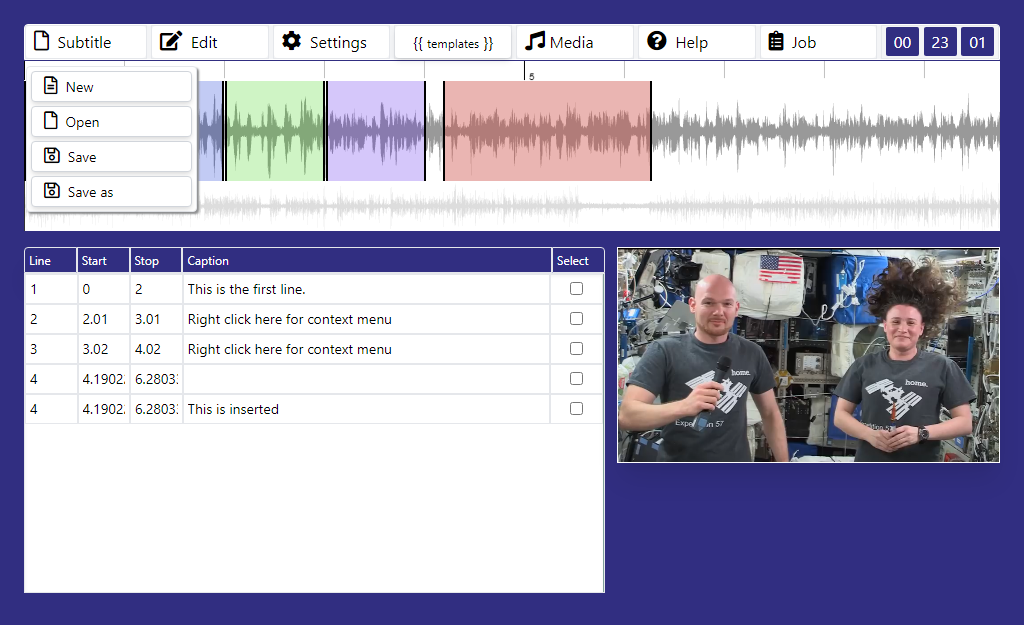 Subtitle Edit Settings {{ templates }} Media Help Job 00 23 01
5
New
Open
Save
Save as
Line Start Stop Caption Select
1 0 2 This is the first line.
2 2.01 3.01 Right click here for context menu
3 3.02 4.02 Right click here for context menu
4 4.1902 6.2803
4 4.1902 6.2803 This is inserted
home.
home.
57